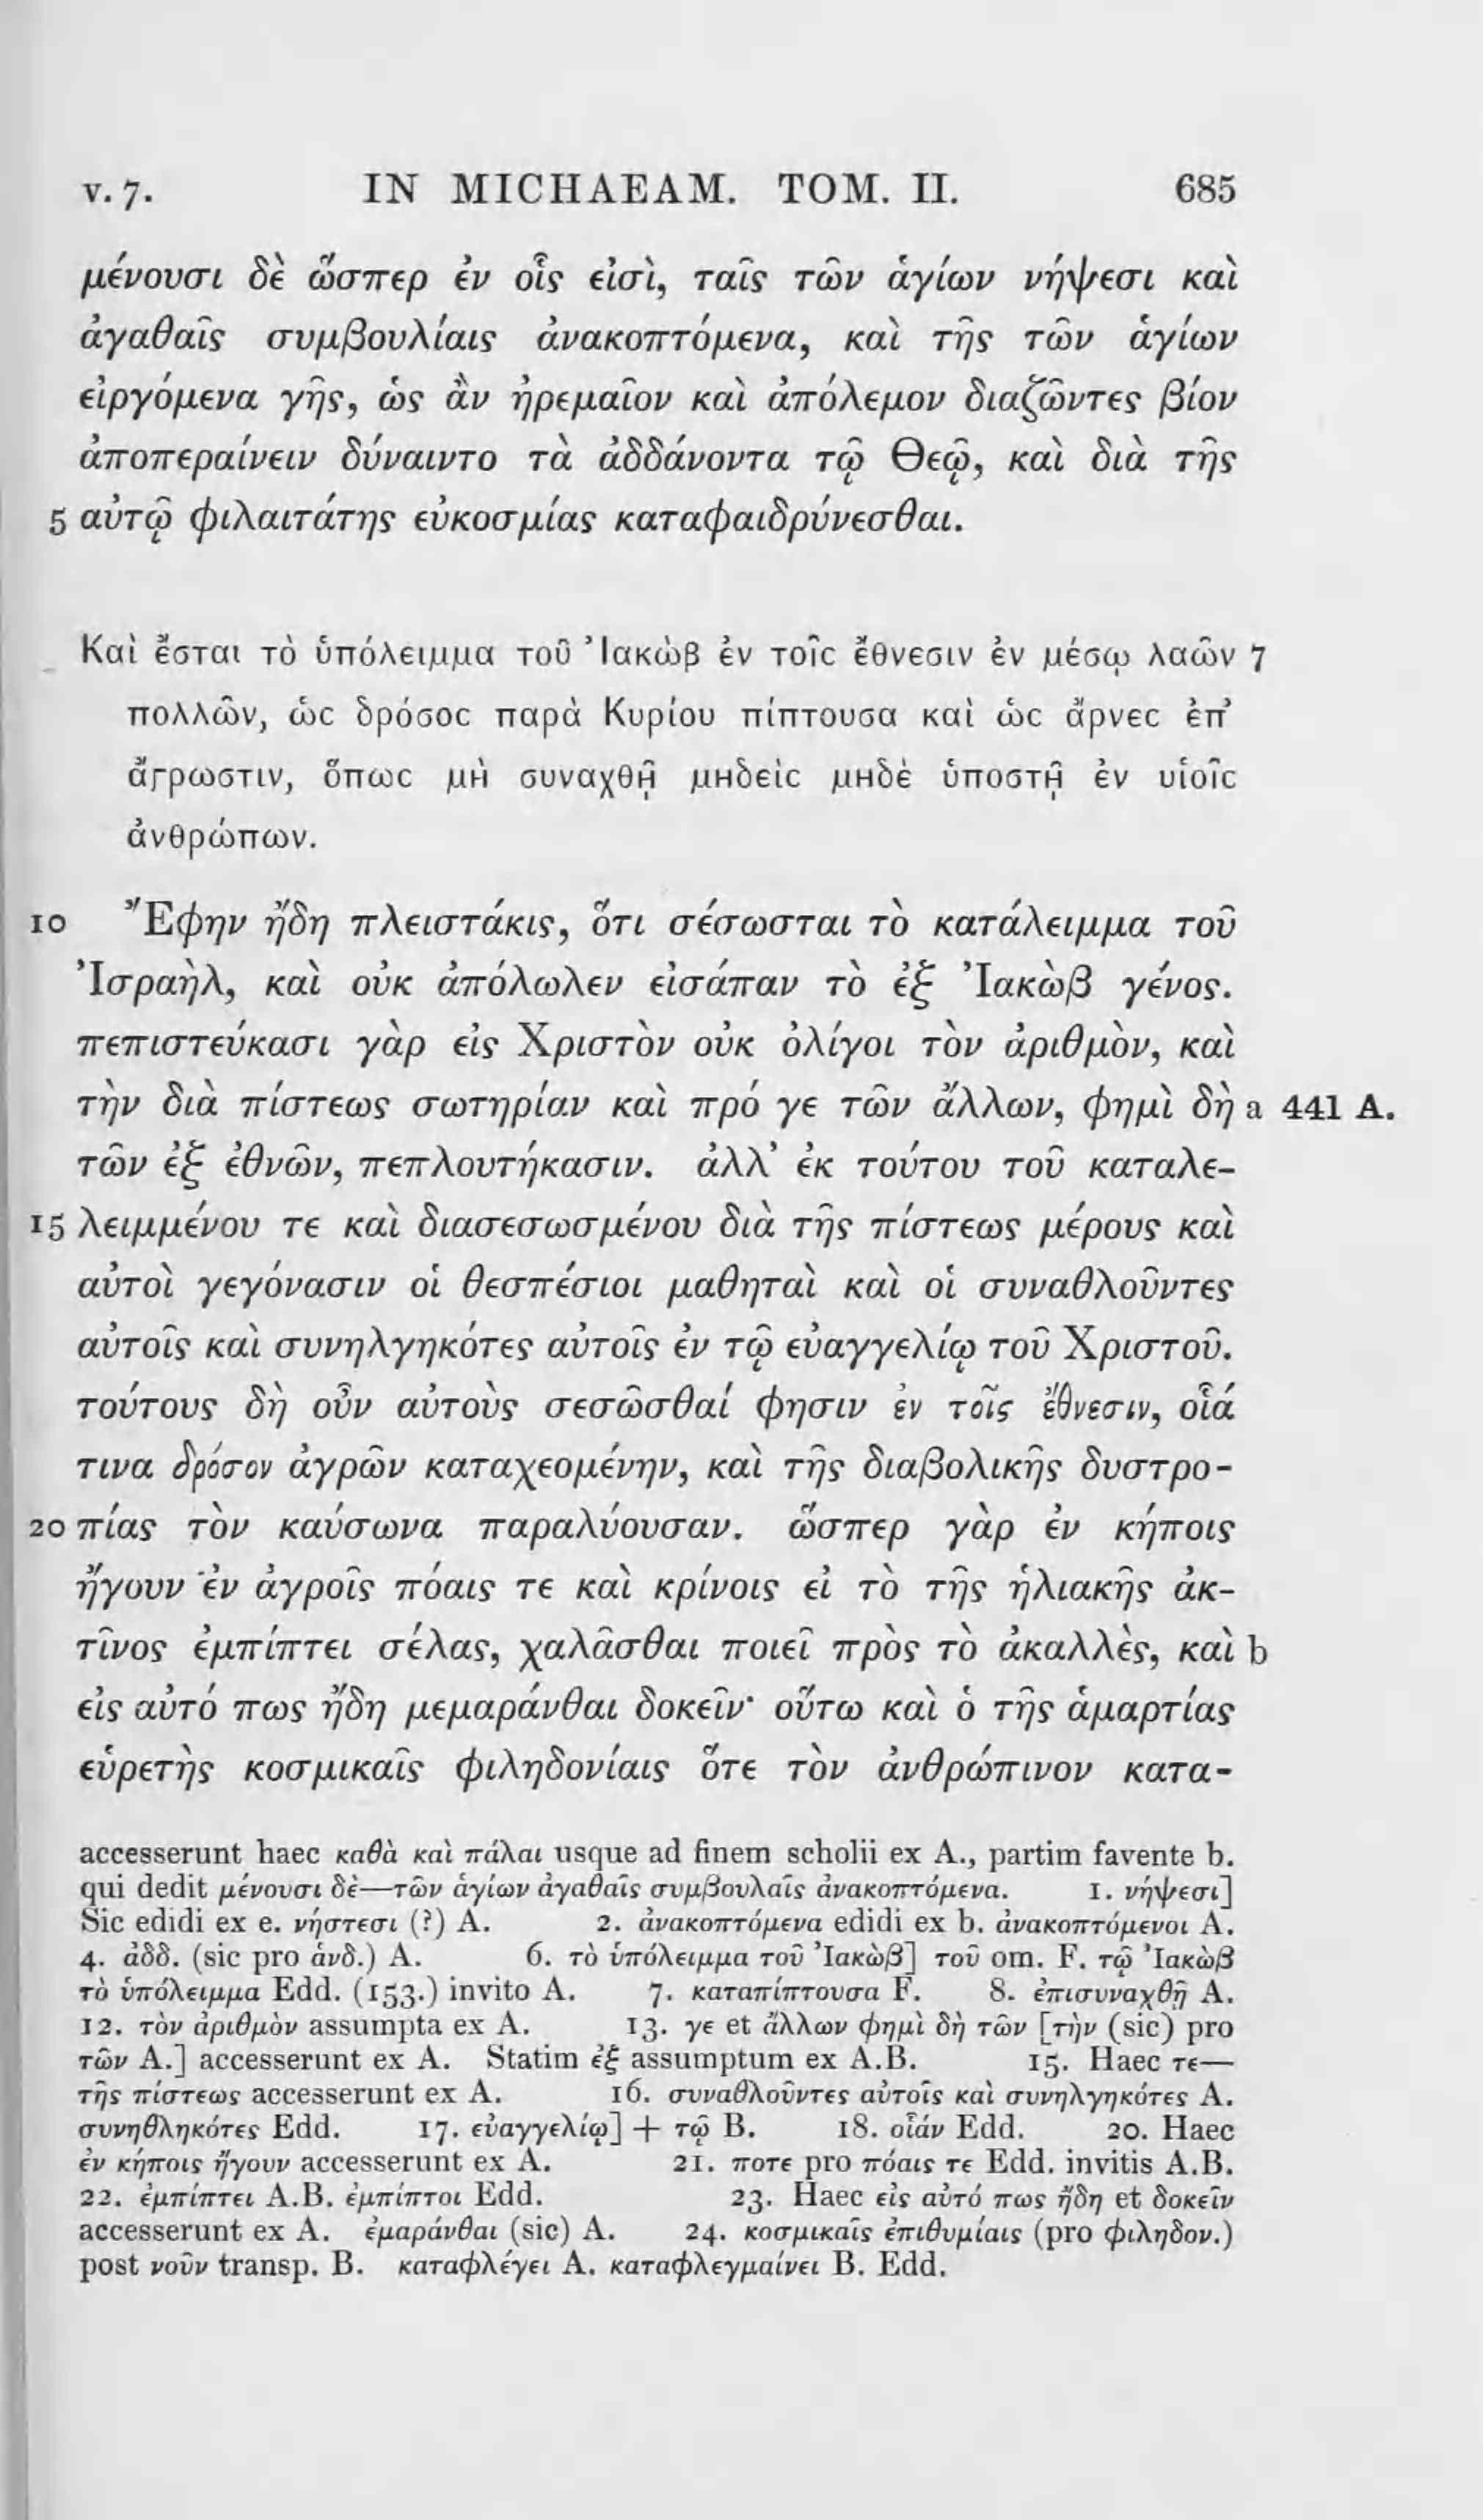 v. 7. IN MICHAEAM. TOM. II. 685
μένουσι δὲ ὥσπερ ἐν οἷς εἰσὶ, ταῖς τῶν ἁγίων νήψεσι καὶ
ἀγαθαῖς συμβουλίαις ἀνακοπτόμενα, καὶ τῆς τῶν ἁγίων
εἰργόμενα γῆς, ὡς ἂν ἠρεμαῖον καὶ ἀπόλεμον διαζῶντες βίον
ἀποπεραίνειν δύναιντο τὰ ἁδδάνοντα τῷ Θεῷ, καὶ διὰ τῆς
5 αὐτῷ φιλαιτάτης εὐκοσμίας καταφαιδρύνεσθαι.
Καὶ ἔσται τὸ ὑπόλειμμα τοῦ Ἰακὼβ ἐν τοῖς ἔθνεσιν ἐν μέσῳ λαῶν 7
πολλῶν, ὡς δρόσος παρὰ Κυρίου πίπτουσα καὶ ὡς ἄρνες ἐπ'
ἄγρωστιν, ὅπως μὴ συναχθῇ μηδεὶς μηδὲ ὑποστῇ ἐν υἱοῖς
ἀνθρώπων.
10 Ἔφην ἤδη πλειστάκις, ὅτι σέσωσται τὸ κατάλειμμα τοῦ
Ἰσραὴλ, καὶ οὐκ ἀπόλωλεν εἰσάπαν τὸ ἐξ Ἰακὼβ γένος.
πεπιστεύκασι γὰρ εἰς Χριστὸν οὐκ ὀλίγοι τὸν ἀριθμὸν, καὶ
τὴν διὰ πίστεως σωτηρίαν καὶ πρό γε τῶν ἄλλων, φημὶ δὴ a 441 A.
τῶν ἐξ ἐθνῶν, πεπλουτήκασιν. ἀλλ' ἐκ τούτου τοῦ καταλε-
15 λειμμένου τε καὶ διασεσωσμένου διὰ τῆς πίστεως μέρους καὶ
αὐτοὶ γεγόνασιν οἱ θεσπέσιοι μαθηταὶ καὶ οἱ συναθλοῦντες
αὐτοῖς καὶ συνηλγηκότες αὐτοῖς ἐν τῷ εὐαγγελίῳ τοῦ Χριστοῦ.
τούτους δὴ οὖν αὐτοὺς σεσῶσθαί φησιν ἐν τοῖς ἔθνεσιν, οἷά
τινα δρόσον ἀγρῶν καταχεομένην, καὶ τῆς διαβολικῆς δυστρο-
20 πίας τὸν καύσωνα παραλύουσαν. ὥσπερ γὰρ ἐν κήποις
ἤγουν ἐν ἀγροῖς πόαις τε καὶ κρίνοις εἰ τὸ τῆς ἡλιακῆς ἀκ-
τῖνος ἐμπίπτει σέλας, χαλᾶσθαι ποιεῖ πρὸς τὸ ἀκαλλὲς, καὶ b
εἰς αὐτό πως ἤδη μεμαράνθαι δοκεῖν· οὕτω καὶ ὁ τῆς ἁμαρτίας
εὑρετὴς κοσμικαῖς φιληδονίαις ὅτε τὸν ἀνθρώπινον κατα-
accesserunt haec καθὰ καὶ πάλαι usque ad finem scholii ex A., partim favente b.
qui dedit μένουσι δὲ—τῶν ἁγίων ἀγαθαῖς συμβουλαῖς ἀνακοπτόμενα. 1. νήψεσι]
Sic edidi ex e. νήστεσι (?) A. 2. ἀνακοπτόμενα edidi ex b. ἀνακοπτόμενοι A.
4. ἁδδ. (sic pro ἁνδ.) A. 6. τὸ ὑπόλειμμα τοῦ Ἰακὼβ] τοῦ om. F. τῷ Ἰακὼβ
τὸ ὑπόλειμμα Edd. (153.) invito A. 7. καταπίπτουσα F. 8. ἐπισυναχθῇ A.
12. τὸν ἀριθμὸν assumpta ex A. 13. γε et ἄλλων φημὶ δὴ τῶν [τὴν (sic) pro
τῶν A.] accesserunt ex A. Statim ἐξ assumptum ex A.B. 15. Haec τε—
τῆς πίστεως accesserunt ex A. 16. συναθλοῦντες αὐτοῖς καὶ συνηλγηκότες A.
συνηθληκότες Edd. 17. εὐαγγελίῳ] + τῷ B. 18. οἷάν Edd. 20. Haec
ἐν κήποις ἤγουν accesserunt ex A. 21. ποτε pro πόαις τε Edd. invitis A.B.
22. ἐμπίπτει A.B. ἐμπίπτοι Edd. 23. Haec εἰς αὐτό πως ἤδη et δοκεῖν
accesserunt ex A. ἐμαράνθαι (sic) A. 24. κοσμικαῖς ἐπιθυμίαις (pro φιληδον.)
post νοῦν transp. B. καταφλέγει A. καταφλεγμαίνει B. Edd.